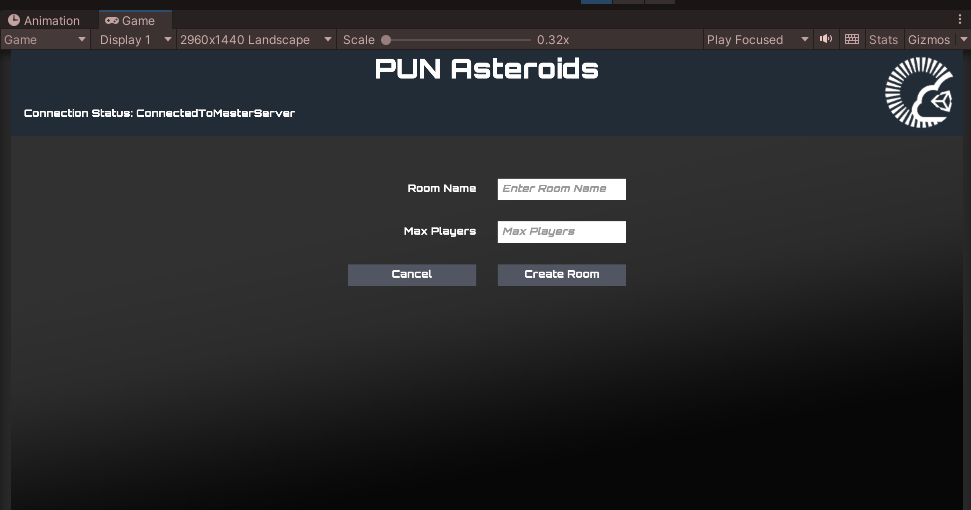 Animation Game
Game Display 1 2960x1440 Landscape Scale 0.32x Play Focused Stats Gizmos
PUN Asteroids
Connection Status: ConnectedToMasterServer
Room Name Enter Room Name
Max Players Max Players
Cancel Create Room